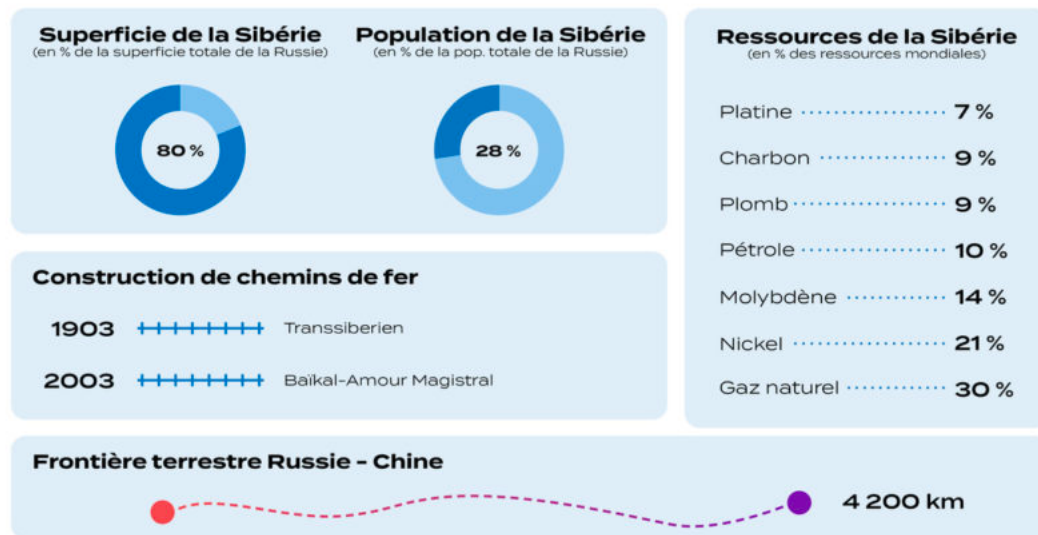 Superficie de la Sibérie
(en % de la superficie totale de la Russie)
80 %
Population de la Sibérie
(en % de la pop. totale de la Russie)
28 %
Construction de chemins de fer
1903 Transsiberien
2003 Baïkal-Amour Magistral
Ressources de la Sibérie
(en % des ressources mondiales)
Platine 7 %
Charbon 9 %
Plomb 9 %
Pétrole 10 %
Molybdène 14 %
Nickel 21 %
Gaz naturel 30 %
Frontière terrestre Russie - Chine
4 200 km